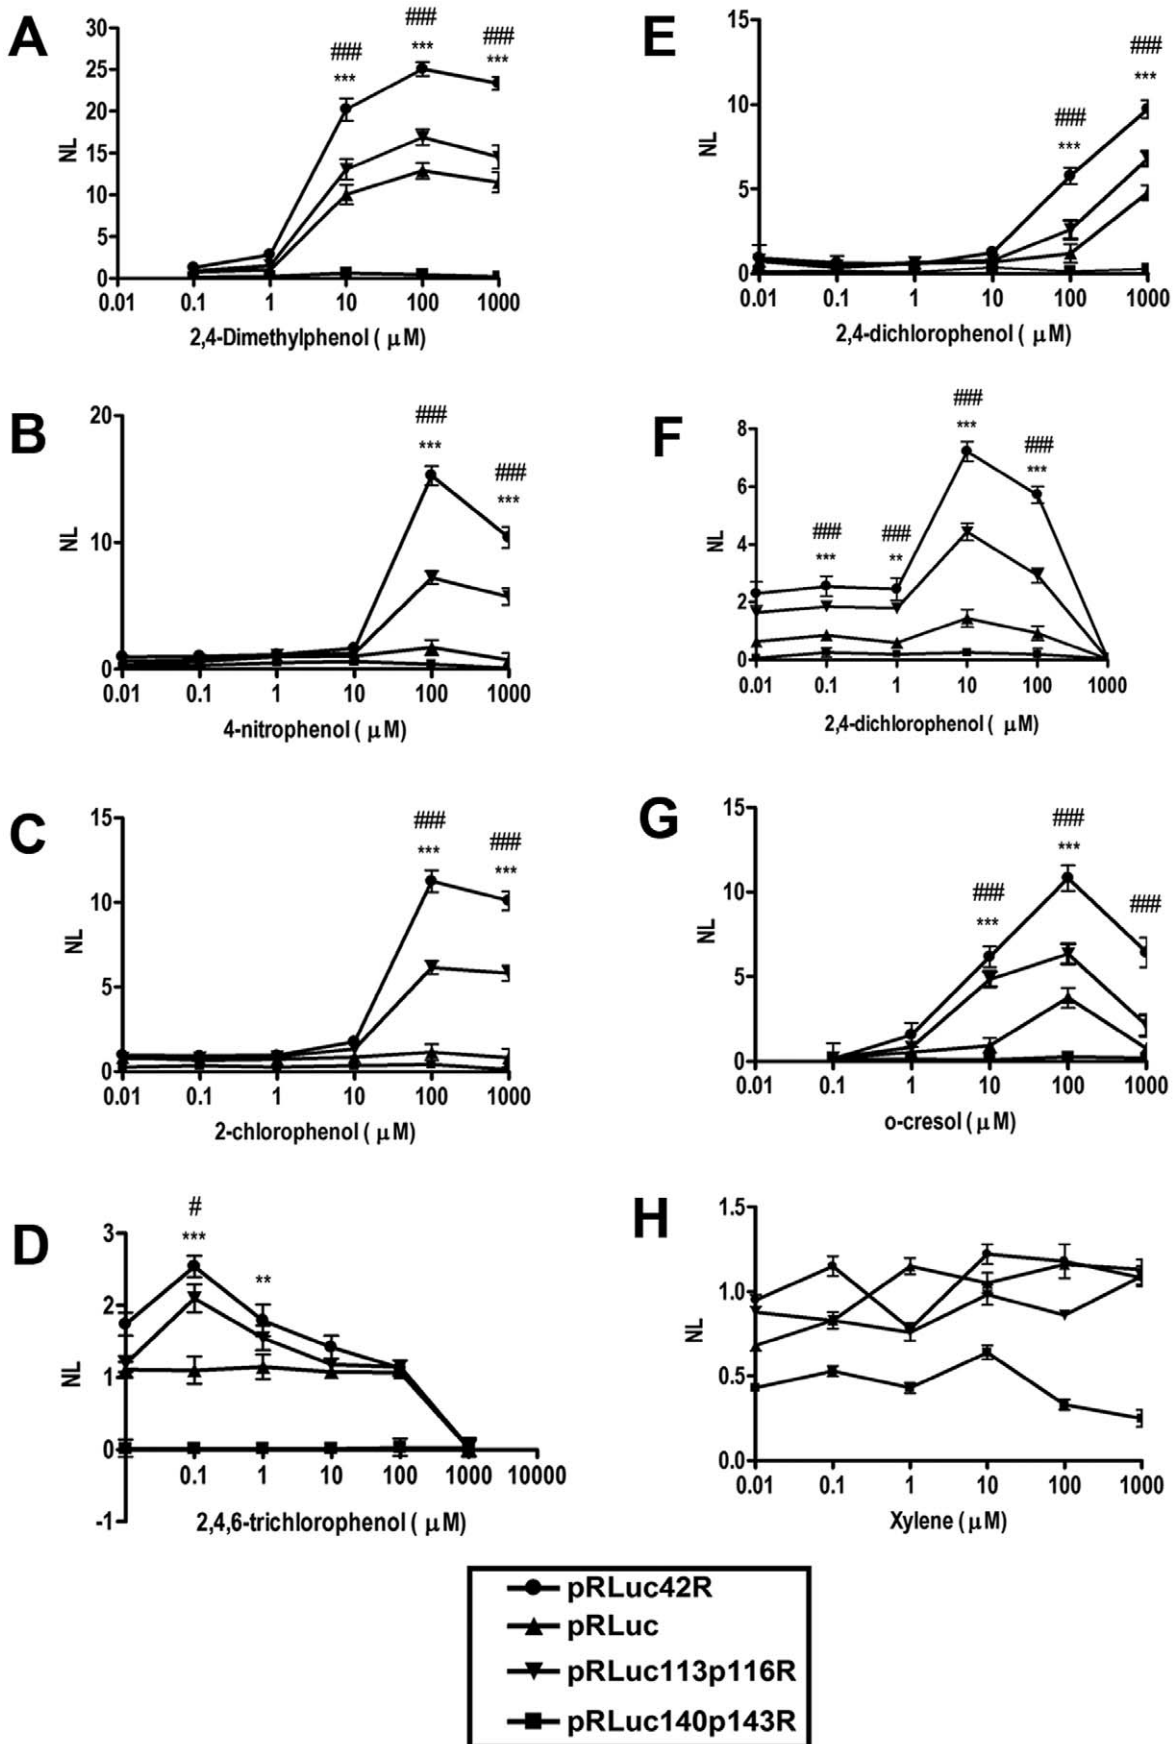 A
30
25
20
15
10
5
0
NL
###
***
###
***
###
***
0.01 0.1 1 10 100 1000
2,4-Dimethylphenol ( μM)
E
15
10
5
0
NL
###
***
###
***
0.01 0.1 1 10 100 1000
2,4-dichlorophenol ( μM)
B
20
10
0
NL
###
***
###
***
0.01 0.1 1 10 100 1000
4-nitrophenol ( μM)
F
8
6
4
2
0
NL
###
***
###
**
###
***
###
***
0.01 0.1 1 10 100 1000
2,4-dichlorophenol ( μM)
C
15
10
5
0
NL
###
***
###
***
0.01 0.1 1 10 100 1000
2-chlorophenol ( μM)
G
15
10
5
0
NL
###
***
###
***
###
0.01 0.1 1 10 100 1000
o-cresol ( μM)
D
3
2
1
0
-1
NL
#
***
**
0.1 1 10 100 1000 10000
2,4,6-trichlorophenol ( μM)
H
1.5
1.0
0.5
0.0
NL
0.01 0.1 1 10 100 1000
Xylene ( μM)
pRLuc42R
pRLuc
pRLuc113p116R
pRLuc140p143R